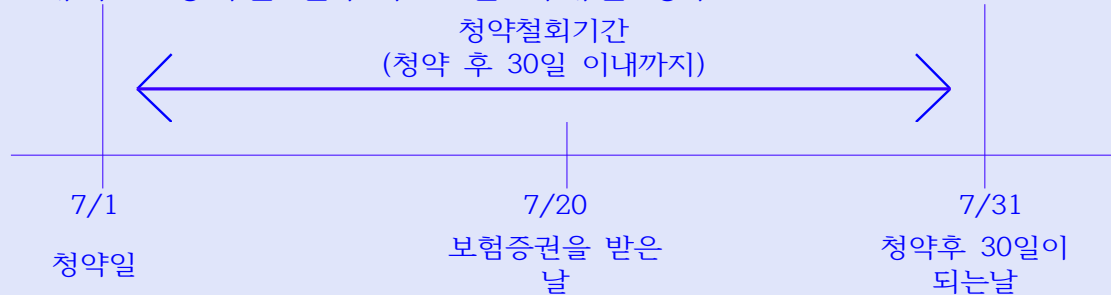 청약철회기간
(청약 후 30일 이내까지)
7/1
7/20
7/31
청약일
보험증권을 받은
날
청약후 30일이
되는날